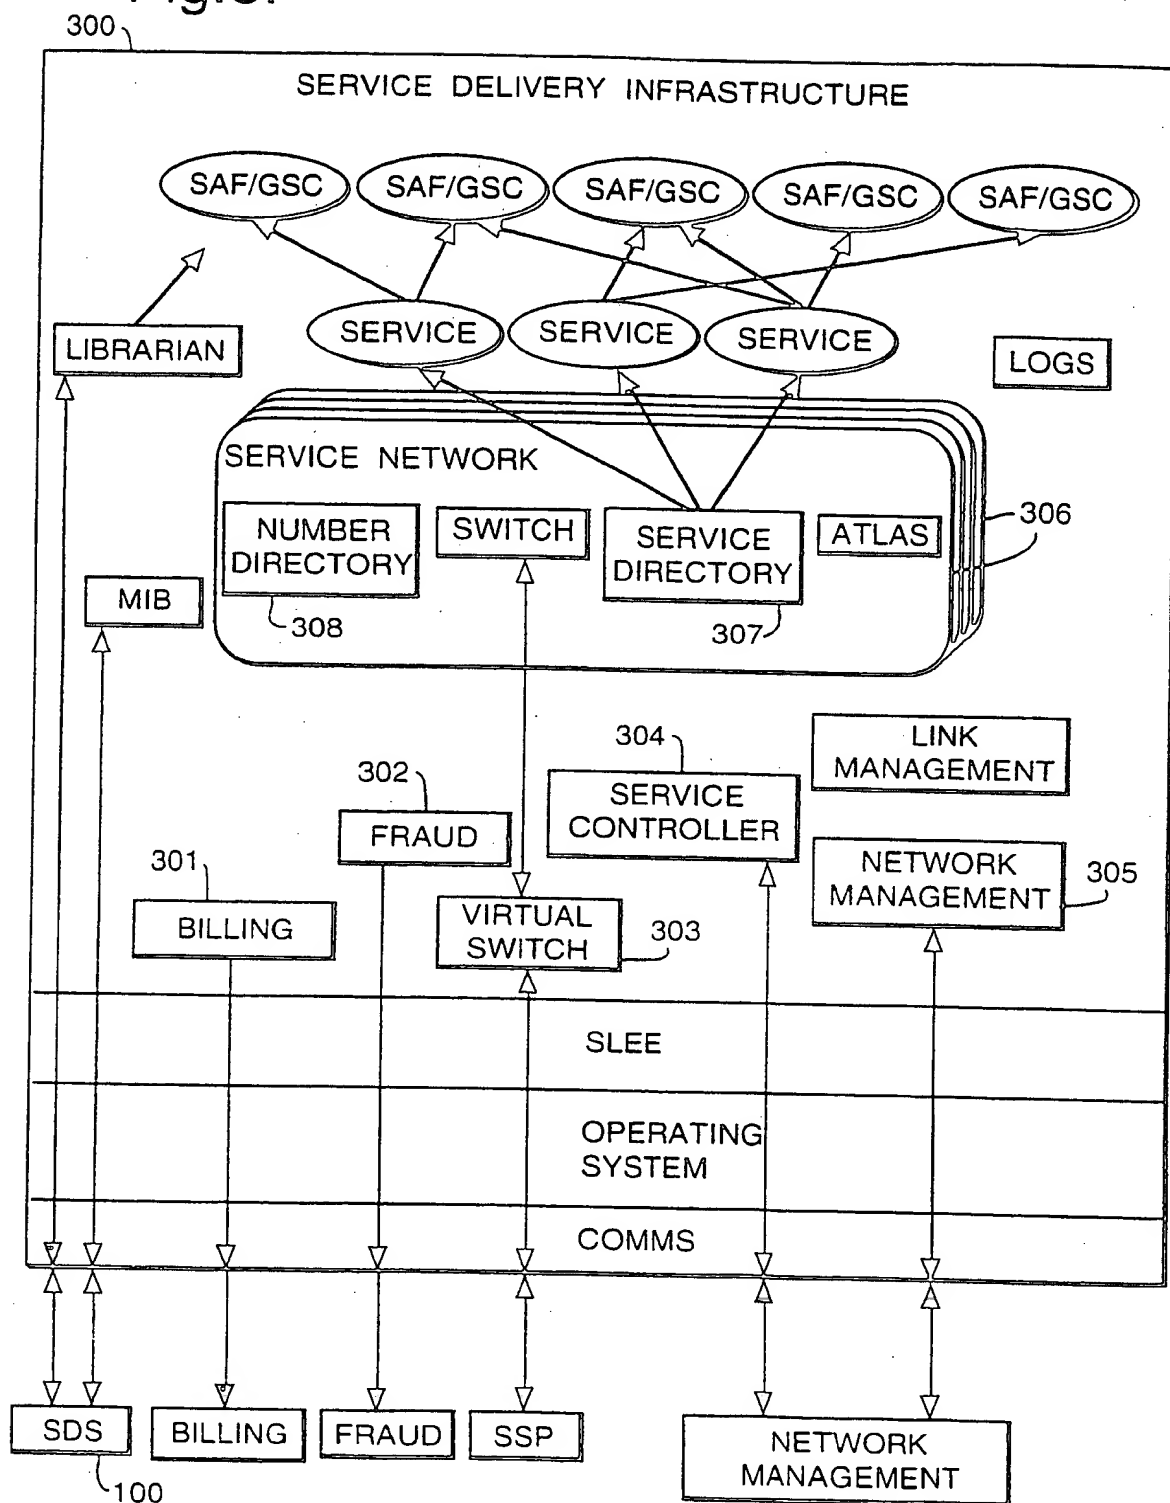 300
SERVICE DELIVERY INFRASTRUCTURE
SAF/GSC SAF/GSC SAF/GSC SAF/GSC SAF/GSC
SERVICE SERVICE SERVICE
LIBRARIAN
LOGS
SERVICE NETWORK
NUMBER
DIRECTORY
SWITCH
SERVICE
DIRECTORY
ATLAS
306
MIB
308
307
LINK
MANAGEMENT
304
302
SERVICE
CONTROLLER
FRAUD
NETWORK
MANAGEMENT
305
301
BILLING
VIRTUAL
SWITCH
303
SLEE
OPERATING
SYSTEM
COMMS
SDS
BILLING
FRAUD
SSP
NETWORK
MANAGEMENT
100